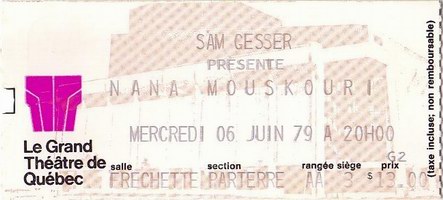 SAM GESSER
PRÉSENTE
NANA MOUSKOURI
MERCREDI 06 JUIN 79 A 20H00
Le Grand
Théâtre de
Québec
salle section rangée siège prix
G2
FRECHETTE PARTERRE AA 3 $ 13.00
(taxe incluse; non remboursable)